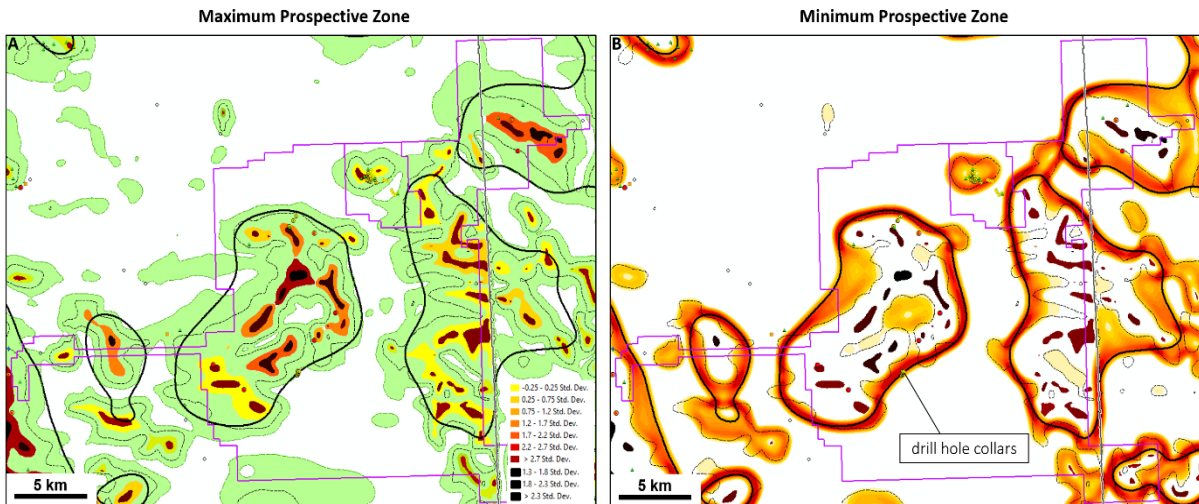 Maximum Prospective Zone
Minimum Prospective Zone
A
B
-0.25 - 0.25 Std. Dev.
0.25 - 0.75 Std. Dev.
0.75 - 1.2 Std. Dev.
1.2 - 1.7 Std. Dev.
1.7 - 2.2 Std. Dev.
2.2 - 2.7 Std. Dev.
> 2.7 Std. Dev.
1.3 - 1.8 Std. Dev.
1.8 - 2.3 Std. Dev.
> 2.3 Std. Dev.
drill hole collars
5 km
5 km